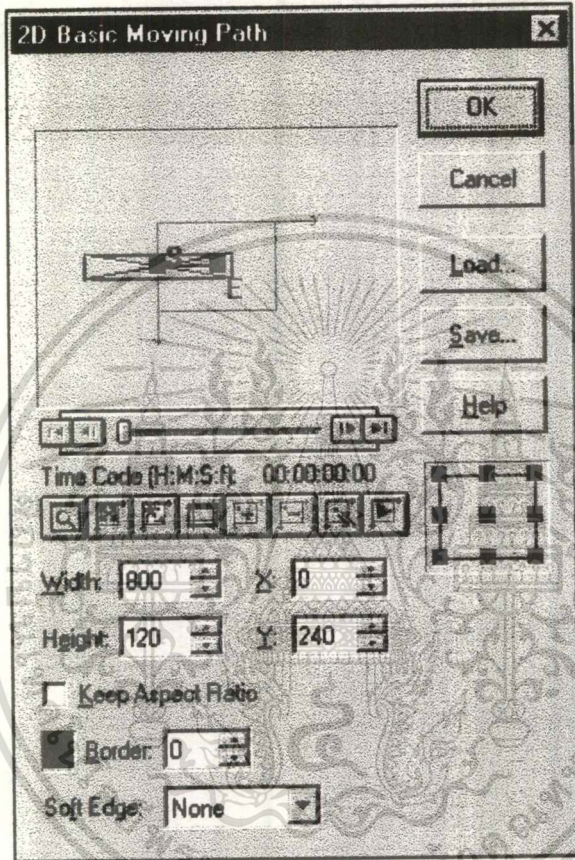 2D Basic Moving Path
OK
Cancel
Load...
Save...
Help
E
Time Code (H:M:S:f): 00:00:00:00
Width: 800 X: 0
Height: 120 Y: 240
Keep Aspect Ratio
Border: 0
Soft Edge: None